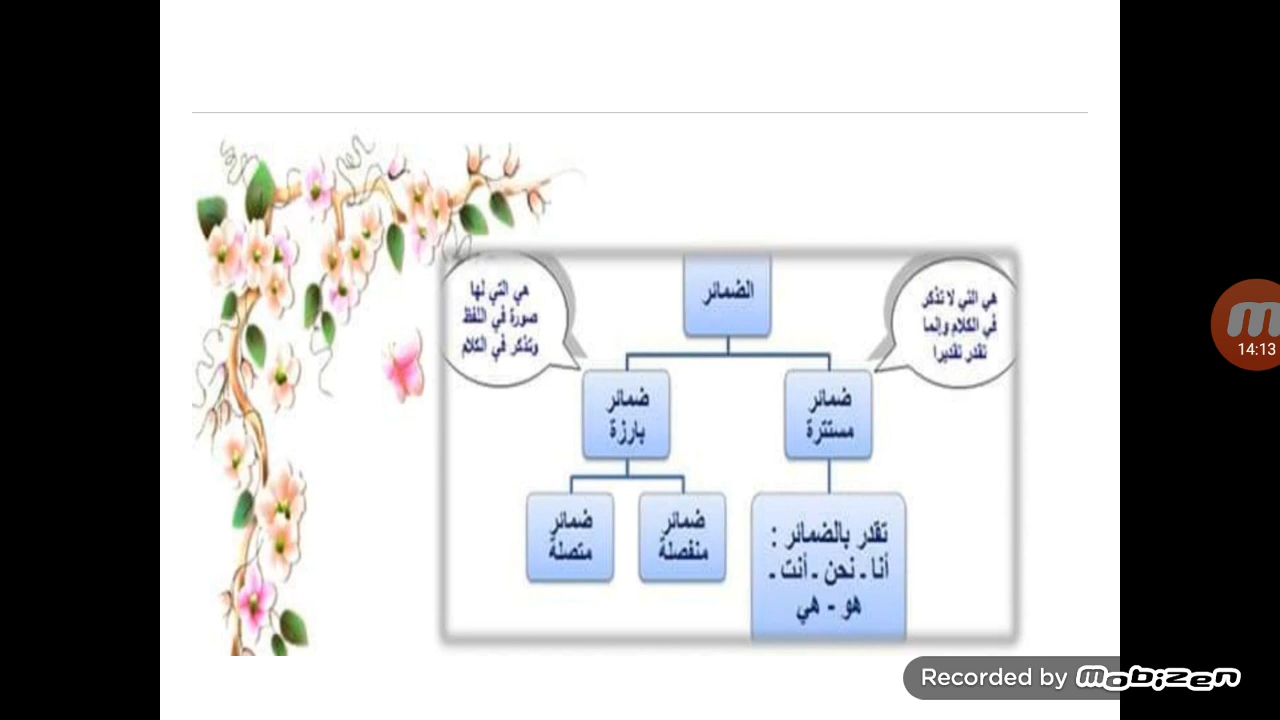 الضمائر
هي التي لا تذكر
في الكلام وإنما
تقدر تقديرا
هي التي لها
صورة في اللفظ
وتذكر في الكلام
ضمائر
مستترة
ضمائر
بارزة
تقدر بالضمائر :
أنا ـ نحن ـ أنت ـ
هو - هي
ضمائر
منفصلة
ضمائر
متصلة
14:13
Recorded by mobizen